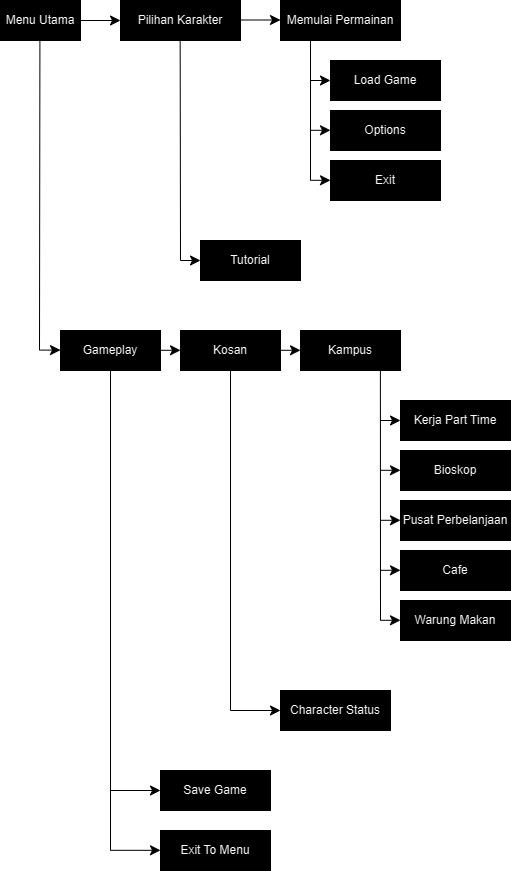 Menu Utama
Pilihan Karakter
Memulai Permainan
Load Game
Options
Exit
Tutorial
Gameplay
Kosan
Kampus
Kerja Part Time
Bioskop
Pusat Perbelanjaan
Cafe
Warung Makan
Character Status
Save Game
Exit To Menu